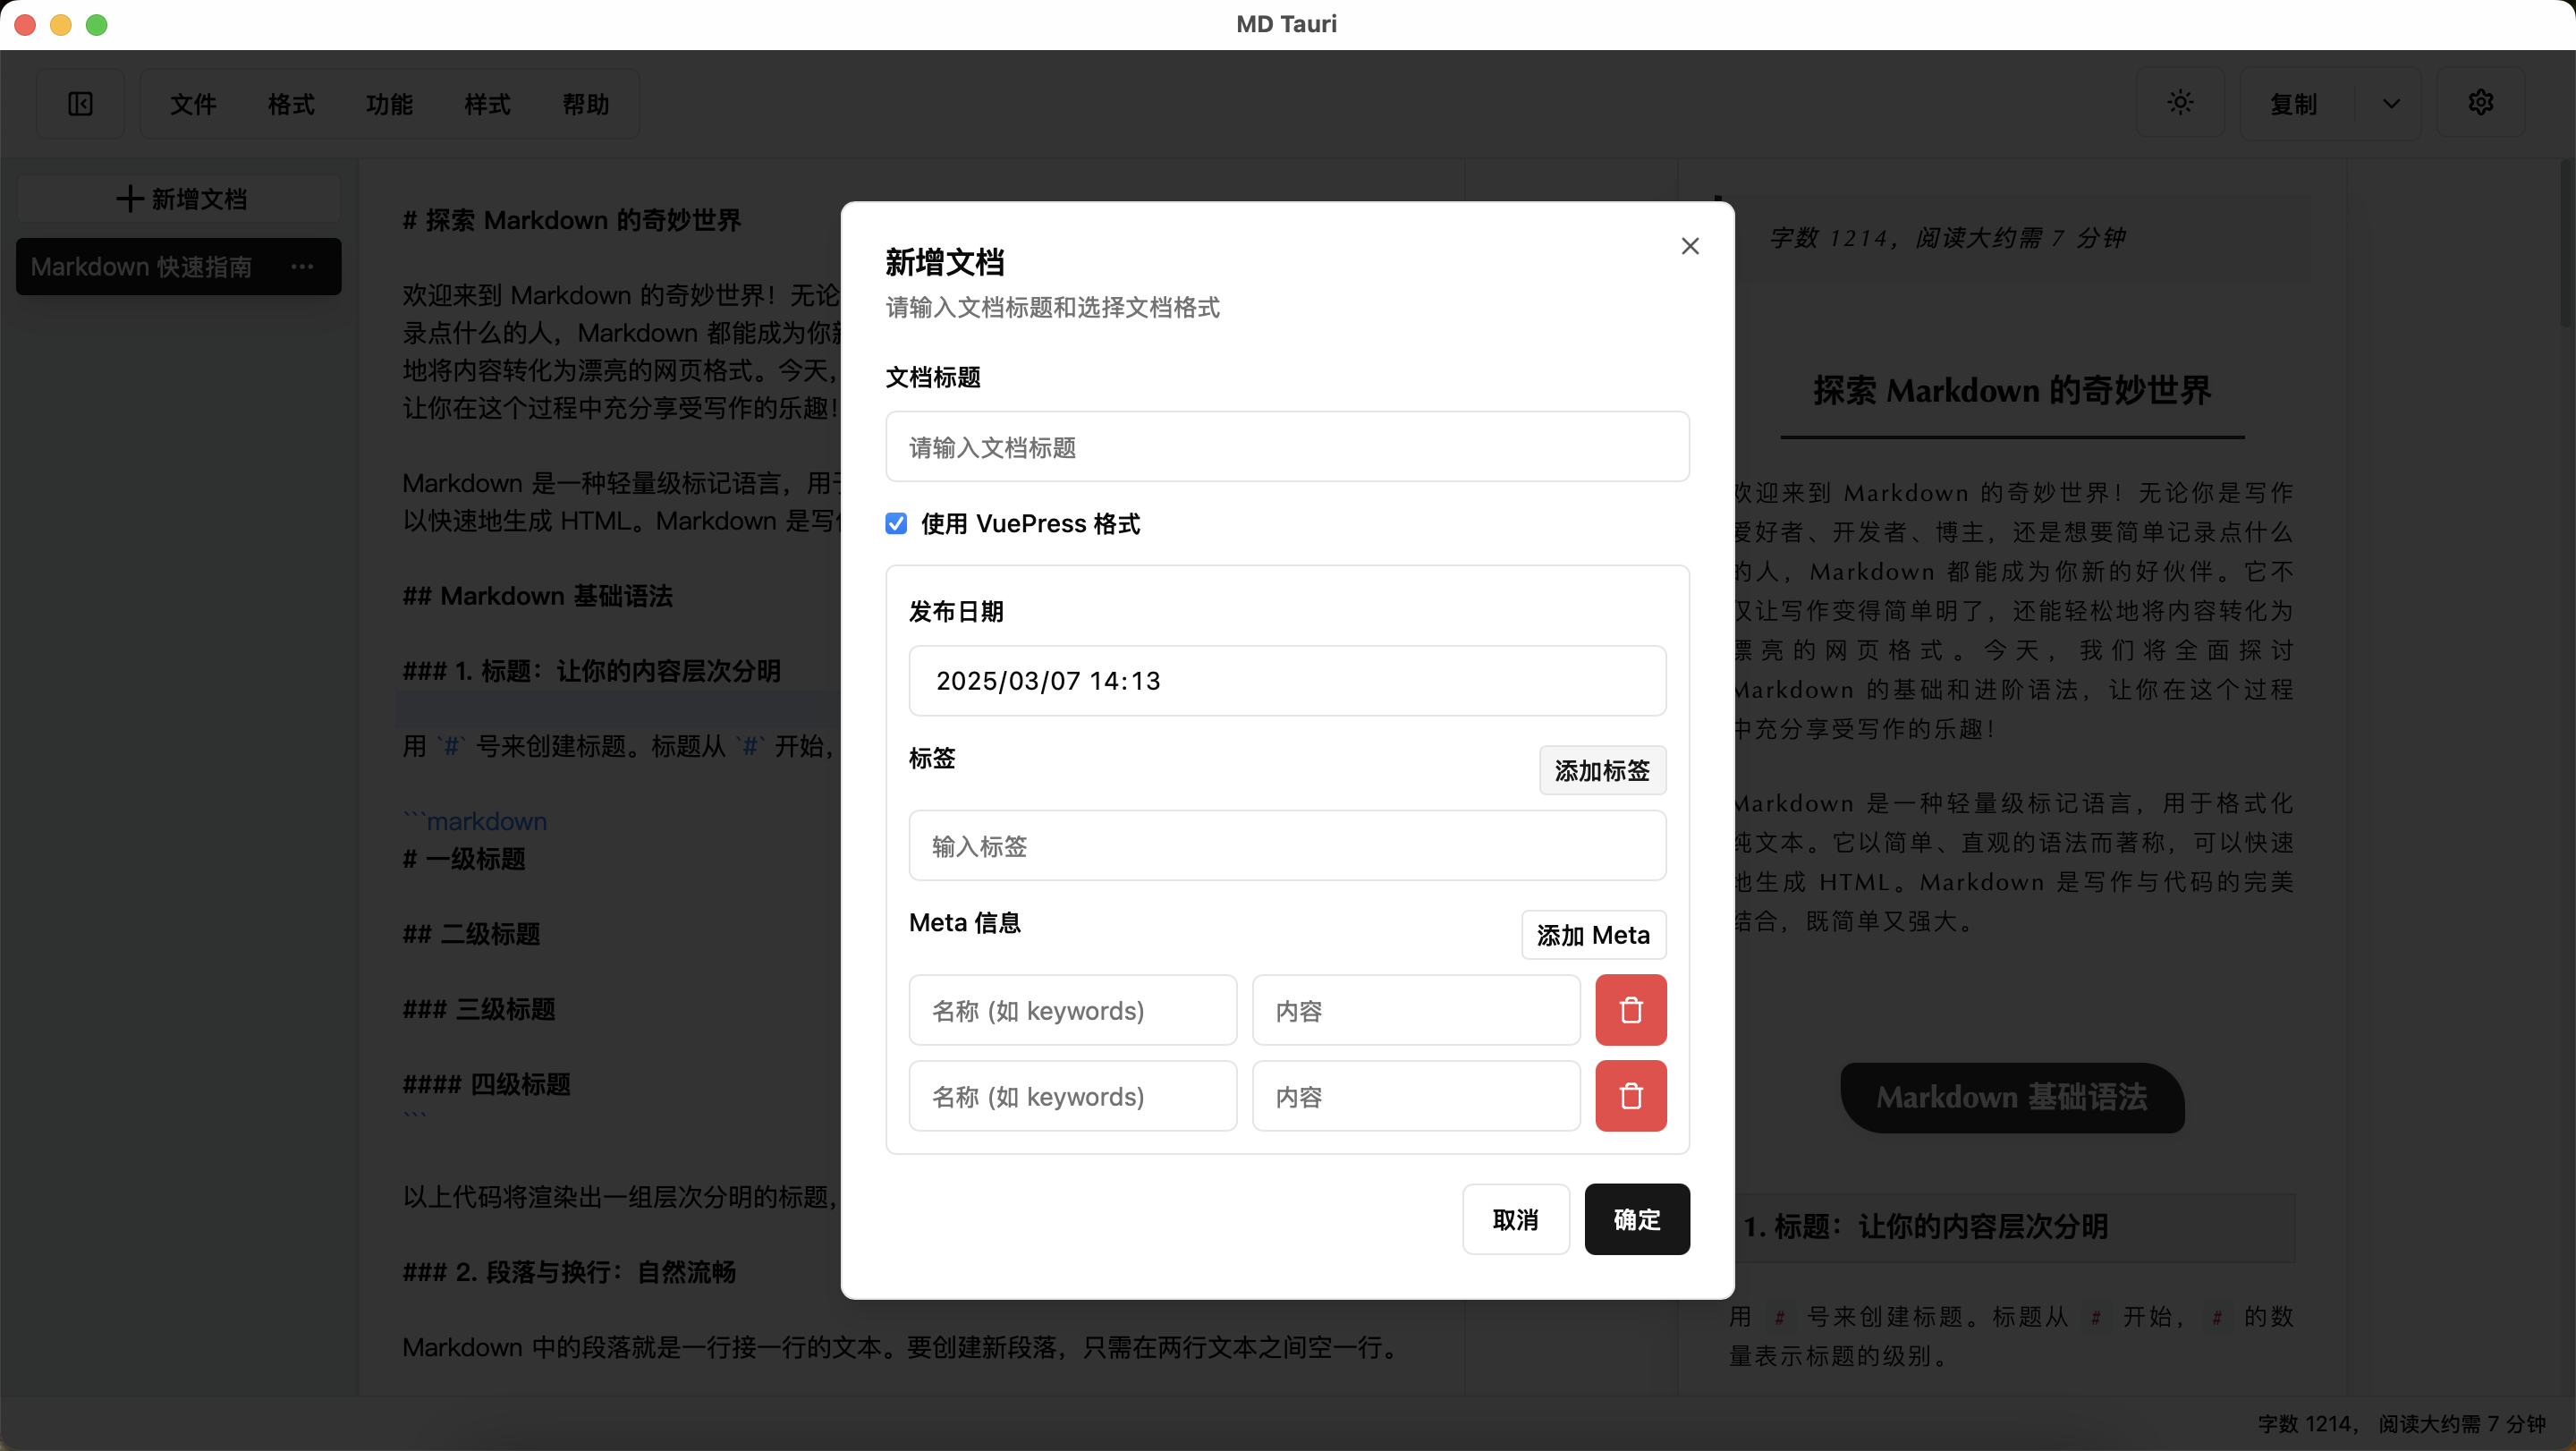 MD Tauri
文件 格式 功能 样式 帮助
复制
新增文档
Markdown 快速指南
# 探索 Markdown 的奇妙世界
欢迎来到 Markdown 的奇妙世界！无论
录点什么的人，Markdown 都能成为你
地将内容转化为漂亮的网页格式。今天，
让你在这个过程中充分享受写作的乐趣！
Markdown 是一种轻量级标记语言，用
以快速地生成 HTML。Markdown 是写
## Markdown 基础语法
### 1. 标题：让你的内容层次分明
用 `#` 号来创建标题。标题从 `#` 开始，
```markdown
# 一级标题
## 二级标题
### 三级标题
#### 四级标题
```
以上代码将渲染出一组层次分明的标题，
### 2. 段落与换行：自然流畅
Markdown 中的段落就是一行接一行的文本。要创建新段落，只需在两行文本之间空一行。
新增文档
请输入文档标题和选择文档格式
文档标题
请输入文档标题
使用 VuePress 格式
发布日期
2025/03/07 14:13
标签
添加标签
输入标签
Meta 信息
添加 Meta
名称 (如 keywords) 内容
名称 (如 keywords) 内容
取消 确定
字数 1214，阅读大约需 7 分钟
探索 Markdown 的奇妙世界
欢迎来到 Markdown 的奇妙世界！无论你是写作
爱好者、开发者、博主，还是想要简单记录点什么
的人，Markdown 都能成为你新的好伙伴。它不
仅让写作变得简单明了，还能轻松地将内容转化为
漂亮的网页格式。今天，我们将全面探讨
Markdown 的基础和进阶语法，让你在这个过程
中充分享受写作的乐趣！
Markdown 是一种轻量级标记语言，用于格式化
纯文本。它以简单、直观的语法而著称，可以快速
地生成 HTML。Markdown 是写作与代码的完美
结合，既简单又强大。
Markdown 基础语法
1. 标题：让你的内容层次分明
用 # 号来创建标题。标题从 # 开始， # 的数
量表示标题的级别。
字数 1214， 阅读大约需 7 分钟